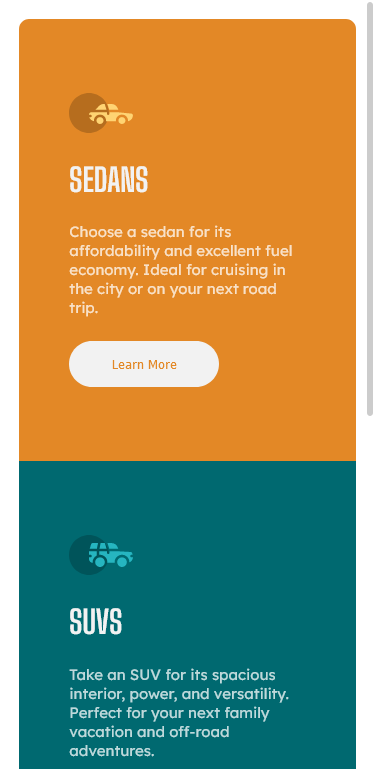 SEDANS
Choose a sedan for its
affordability and excellent fuel
economy. Ideal for cruising in
the city or on your next road
trip.
Learn More
SUVS
Take an SUV for its spacious
interior, power, and versatility.
Perfect for your next family
vacation and off-road
adventures.